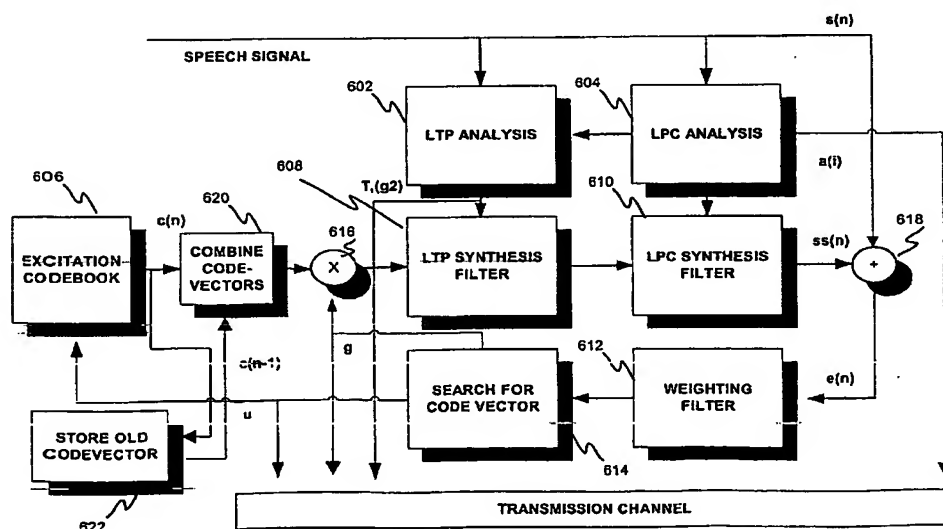 s(n)
SPEECH SIGNAL
602
604
LTP ANALYSIS
LPC ANALYSIS
a(i)
606
608
T,(g2)
610
c(n)
620
616
ss(n)
618
EXCITATION
CODEBOOK
COMBINE
CODE-
VECTORS
X
LTP SYNTHESIS
FILTER
LPC SYNTHESIS
FILTER
+
g
612
c(n-1)
e(n)
SEARCH FOR
CODE VECTOR
WEIGHTING
FILTER
u
STORE OLD
CODEVECTOR
614
622
TRANSMISSION CHANNEL